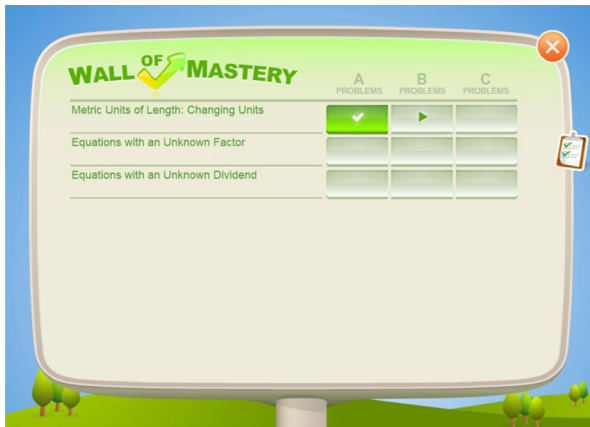 WALL OF MASTERY
A B C
PROBLEMS PROBLEMS PROBLEMS
Metric Units of Length: Changing Units
Equations with an Unknown Factor
Equations with an Unknown Dividend